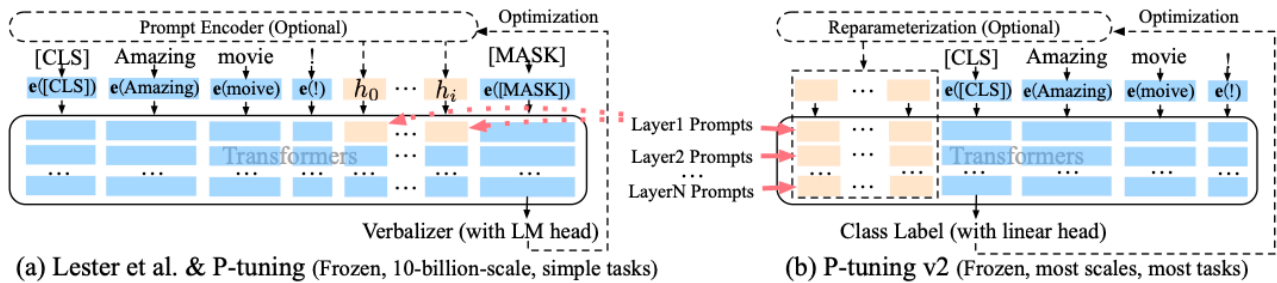 Prompt Encoder (Optional)
Optimization
[CLS] Amazing movie ! [MASK]
e([CLS]) e(Amazing) e(moive) e(!) h0 ... hi e([MASK])
Transformers
...
... ... ... ... ... ... ... ...
Verbalizer (with LM head)
(a) Lester et al. & P-tuning (Frozen, 10-billion-scale, simple tasks)
Layer1 Prompts
Layer2 Prompts
...
LayerN Prompts
Reparameterization (Optional)
Optimization
[CLS] Amazing movie !
... e([CLS]) e(Amazing) e(moive) e(!)
...
... Transformers
... ... ... ... ... ...
...
Class Label (with linear head)
(b) P-tuning v2 (Frozen, most scales, most tasks)